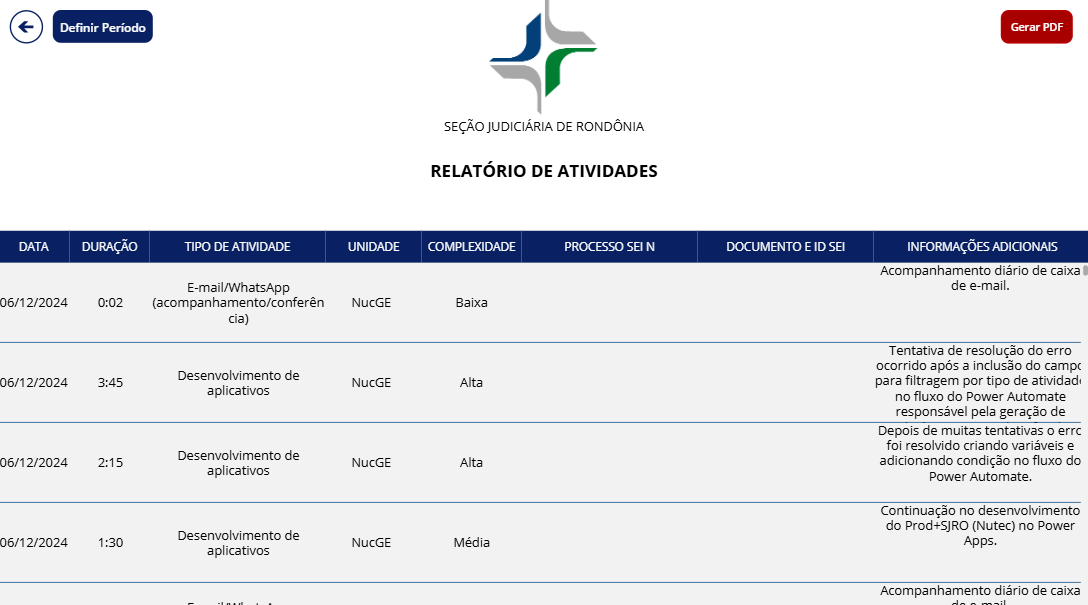 Definir Período
Gerar PDF
SEÇÃO JUDICIÁRIA DE RONDÔNIA
RELATÓRIO DE ATIVIDADES
DATA DURAÇÃO TIPO DE ATIVIDADE UNIDADE COMPLEXIDADE PROCESSO SEI N DOCUMENTO E ID SEI INFORMAÇÕES ADICIONAIS
06/12/2024
0:02
E-mail/WhatsApp
(acompanhamento/conferên
cia)
NucGE
Baixa
Acompanhamento diário de caixa
de e-mail.
06/12/2024
3:45
Desenvolvimento de
aplicativos
NucGE
Alta
Tentativa de resolução do erro
ocorrido após a inclusão do campo
para filtragem por tipo de atividade
no fluxo do Power Automate
responsável pela geração de
06/12/2024
2:15
Desenvolvimento de
aplicativos
NucGE
Alta
Depois de muitas tentativas o erro
foi resolvido criando variáveis e
adicionando condição no fluxo do
Power Automate.
06/12/2024
1:30
Desenvolvimento de
aplicativos
NucGE
Média
Continuação no desenvolvimento
do Prod+SJRO (Nutec) no Power
Apps.
Acompanhamento diário de caixa